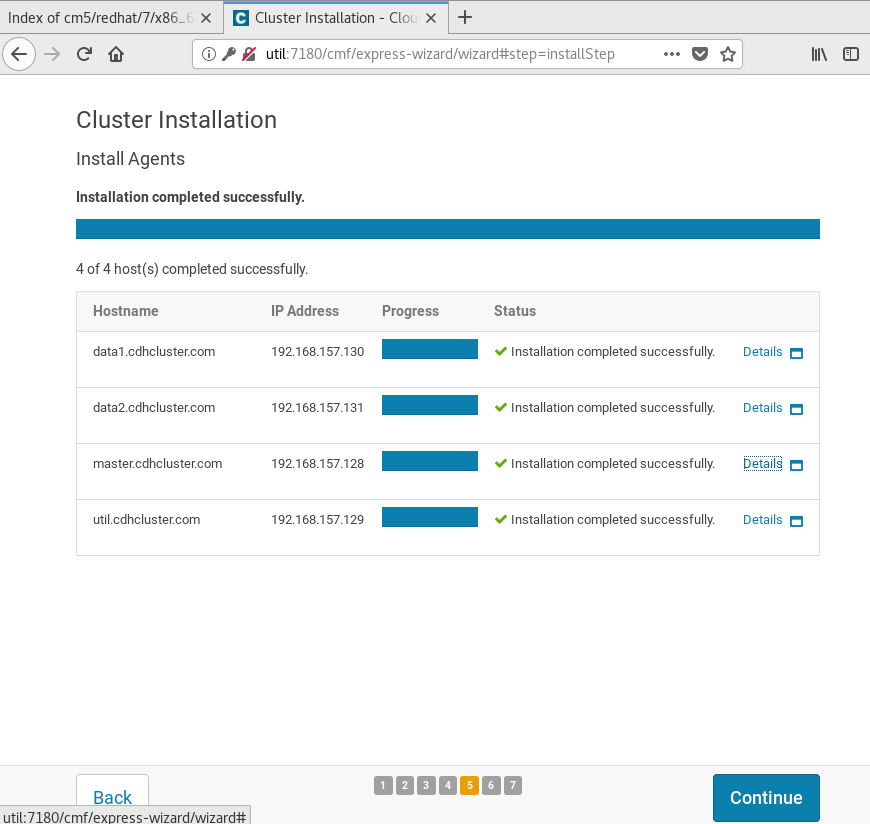 Index of cm5/redhat/7/x86_6
Cluster Installation - Clou
util:7180/cmf/express-wizard/wizard#step=installStep
Cluster Installation
Install Agents
Installation completed successfully.
4 of 4 host(s) completed successfully.
Hostname IP Address Progress Status
data1.cdhcluster.com 192.168.157.130 Installation completed successfully. Details
data2.cdhcluster.com 192.168.157.131 Installation completed successfully. Details
master.cdhcluster.com 192.168.157.128 Installation completed successfully. Details
util.cdhcluster.com 192.168.157.129 Installation completed successfully. Details
Back 1 2 3 4 5 6 7 Continue
util:7180/cmf/express-wizard/wizard#